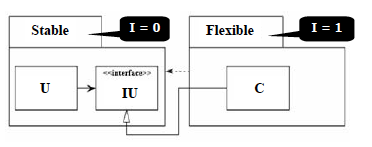 Stable
I = 0
Flexible
I = 1
U
<<interface>>
IU
C